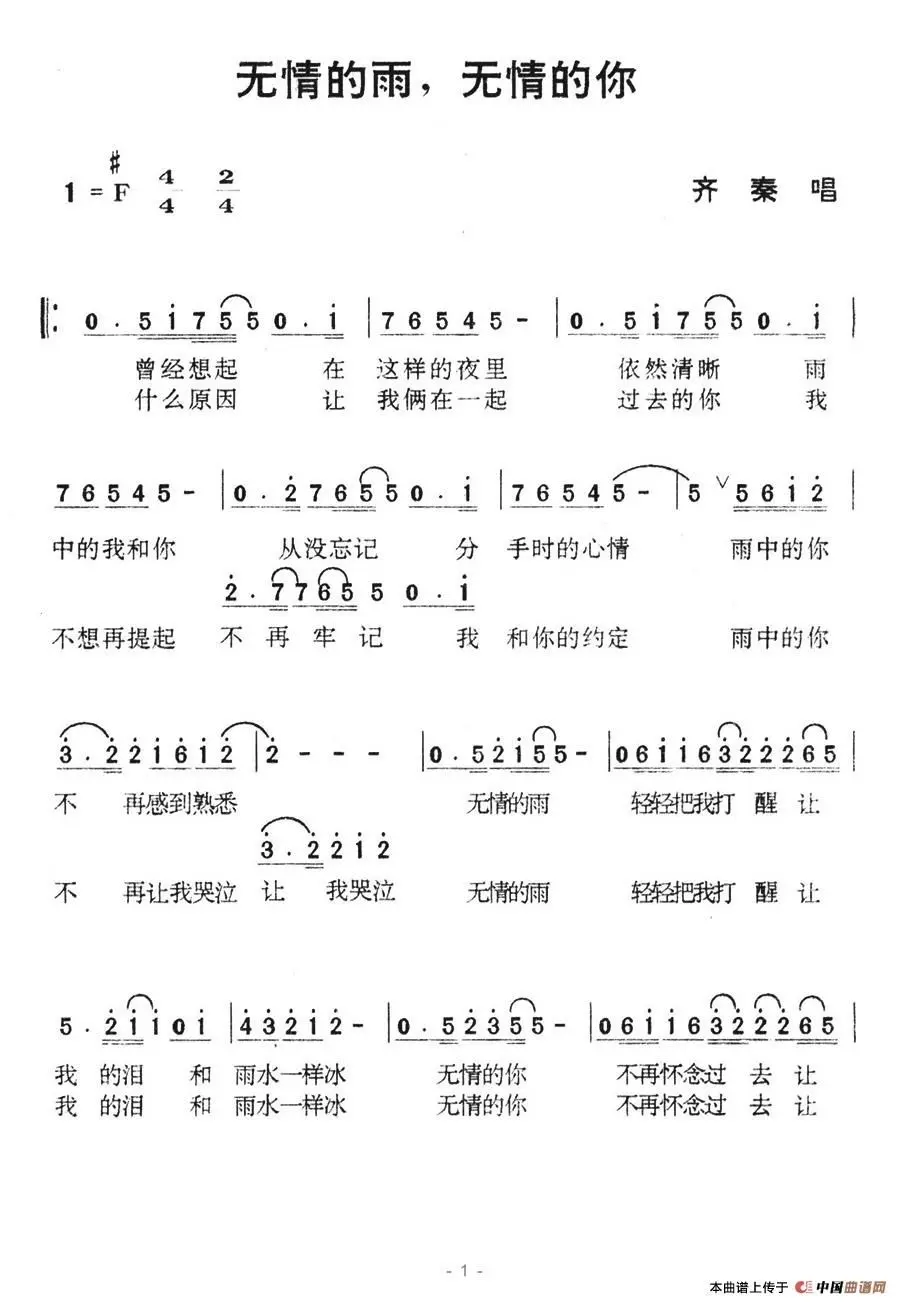 无情的雨，无情的你
1 = #F 4/4 2/4
齐 秦 唱
0 . 5 i 7 5 5 0 . i | 7 6 5 4 5 - | 0 . 5 i 7 5 5 0 . i |
曾经想起 在 这样的夜里 依然清晰 雨
什么原因 让 我俩在一起 过去的你 我
7 6 5 4 5 - | 0 . 2̇ 7 6 5 5 0 . i | 7 6 5 4 5 - | 5 ∨ 5 6 i 2̇ |
中的我和你 从没忘记 分 手时的心情 雨中的你
2̇ . 7 7 6 5 5 0 . i
不想再提起 不 再 牢 记 我 和你的约定 雨中的你
3̇ . 2̇ 2̇ i 6 i 2̇ | 2̇ - - - | 0 . 5 2̇ i 5 5 - | 0 6 i i 6 3̇ 2̇ 2̇ 2̇ 6 5 |
不 再感到熟悉 无情的雨 轻轻把我打 醒 让
3̇ . 2̇ 2̇ i 2̇
不 再让我哭泣 让 我哭泣 无情的雨 轻轻把我打 醒 让
5 . 2̇ i i 0 i | 4̇ 3̇ 2̇ i 2̇ - | 0 . 5 2̇ 3̇ 5 5 - | 0 6 i i 6 3̇ 2̇ 2̇ 2̇ 6 5 |
我 的泪 和 雨水一样冰 无情的你 不再怀念过 去 让
我 的泪 和 雨水一样冰 无情的你 不再怀念过 去 让
- 1 -
本曲谱上传于 中国曲谱网